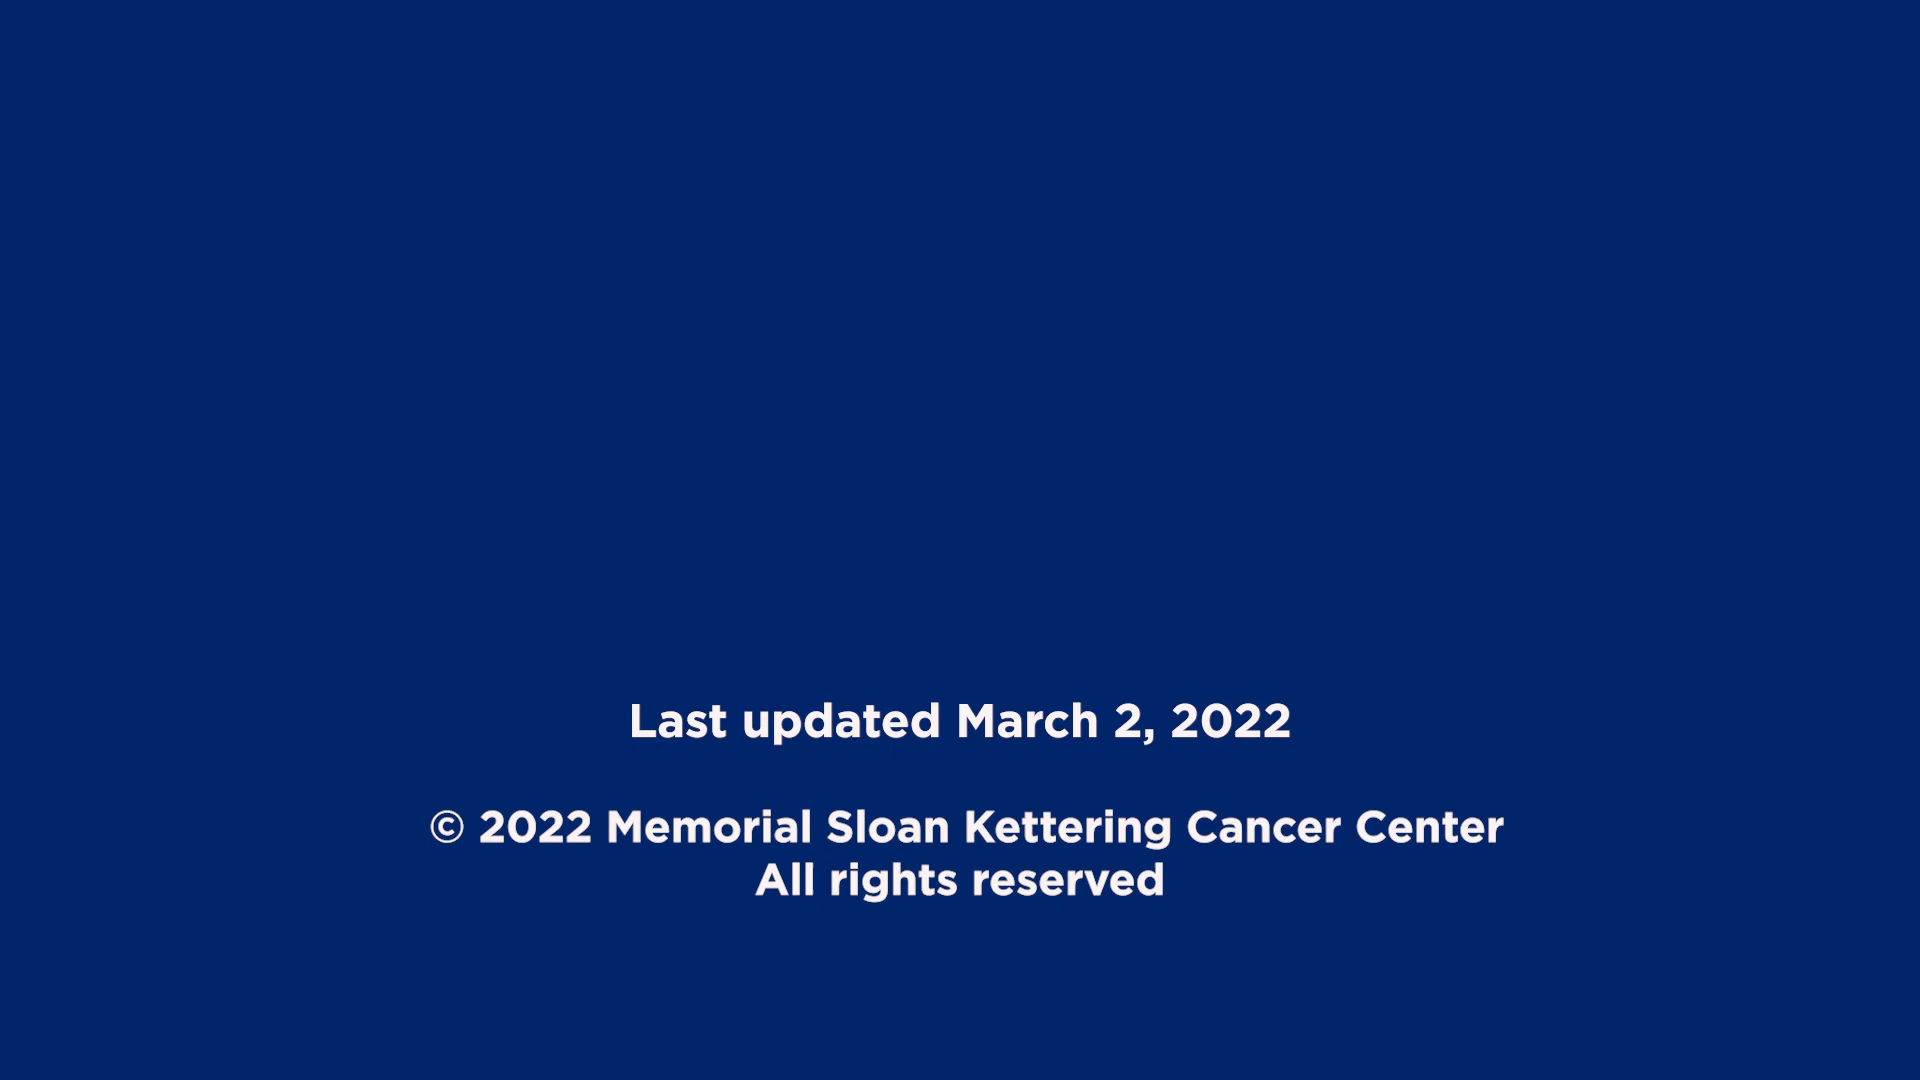 Last updated March 2, 2022
© 2022 Memorial Sloan Kettering Cancer Center
All rights reserved